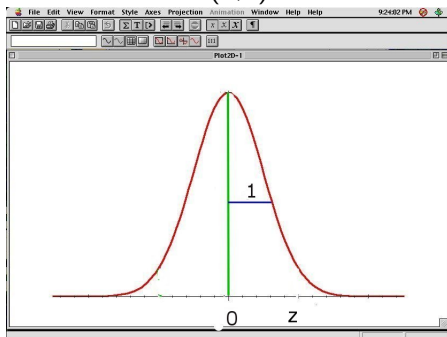 File Edit View Format Style Axes Projection Animation Window Help Help 9:24:02 PM
Σ T
x x X ¶
Plot2D•1
1
0 z